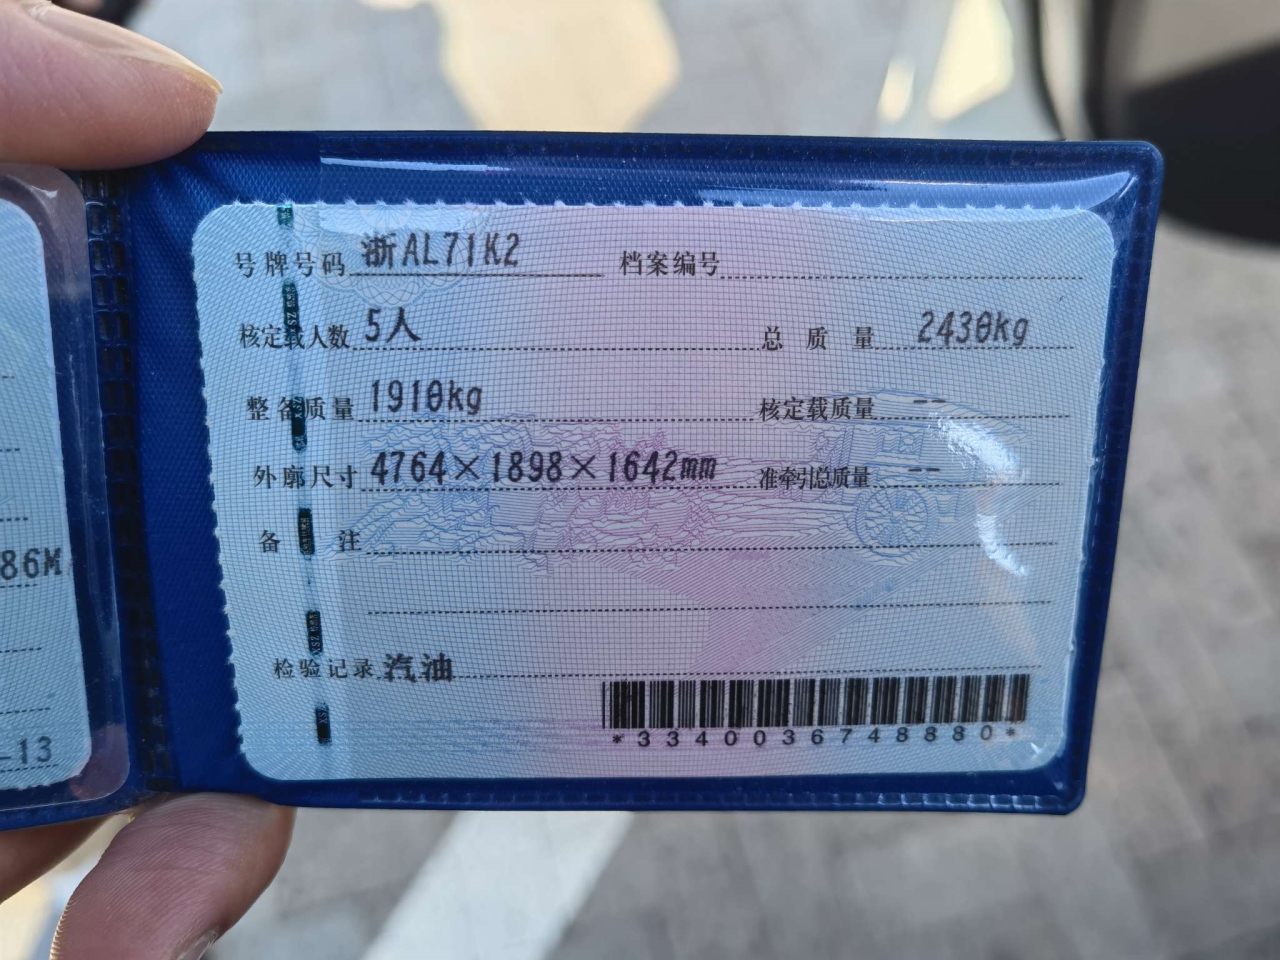 号牌号码 浙AL71K2 档案编号
核定载人数 5人 总质量 2430kg
整备质量 1910kg 核定载质量 --
外廓尺寸 4764×1898×1642mm 准牵引总质量 --
备注
检验记录 汽油
*3340036748880*
86M
-13